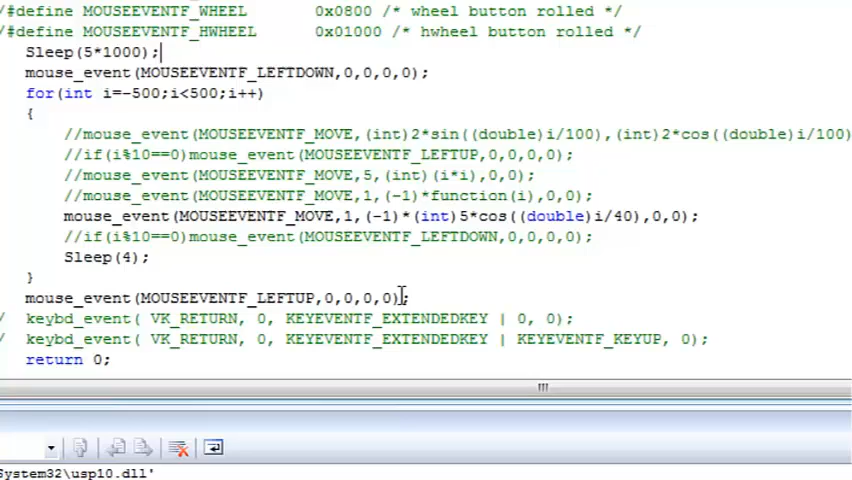 /#define MOUSEEVENTF_WHEEL      0x0800 /* wheel button rolled */
/#define MOUSEEVENTF_HWHEEL      0x01000 /* hwheel button rolled */
Sleep(5*1000);
mouse_event(MOUSEEVENTF_LEFTDOWN,0,0,0,0);
for(int i=-500;i<500;i++)
{
//mouse_event(MOUSEEVENTF_MOVE,(int)2*sin((double)i/100),(int)2*cos((double)i/100)
//if(i%10==0)mouse_event(MOUSEEVENTF_LEFTUP,0,0,0,0);
//mouse_event(MOUSEEVENTF_MOVE,5,(int)(i*i),0,0);
//mouse_event(MOUSEEVENTF_MOVE,1,(-1)*function(i),0,0);
mouse_event(MOUSEEVENTF_MOVE,1,(-1)*(int)5*cos((double)i/40),0,0);
//if(i%10==0)mouse_event(MOUSEEVENTF_LEFTDOWN,0,0,0,0);
Sleep(4);
}
mouse_event(MOUSEEVENTF_LEFTUP,0,0,0,0);
/  keybd_event( VK_RETURN, 0, KEYEVENTF_EXTENDEDKEY | 0, 0);
/  keybd_event( VK_RETURN, 0, KEYEVENTF_EXTENDEDKEY | KEYEVENTF_KEYUP, 0);
return 0;
System32\usp10.dll'